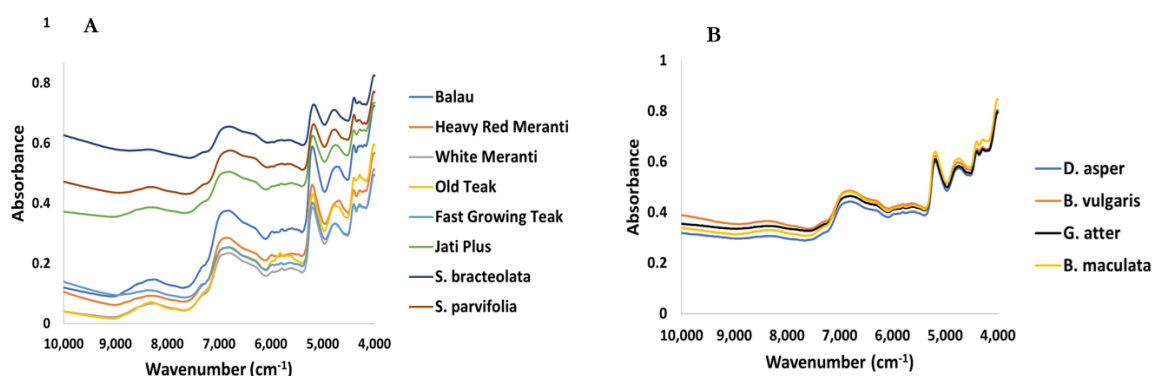 A
1
0.8
0.6
0.4
0.2
0
Absorbance
10,000 9,000 8,000 7,000 6,000 5,000 4,000
Wavenumber (cm⁻¹)
Balau
Heavy Red Meranti
White Meranti
Old Teak
Fast Growing Teak
Jati Plus
S. bracteolata
S. parvifolia
B
1
0.8
0.6
0.4
0.2
0
Absorbance
10,000 9,000 8,000 7,000 6,000 5,000 4,000
Wavenumber (cm⁻¹)
D. asper
B. vulgaris
G. atter
B. maculata